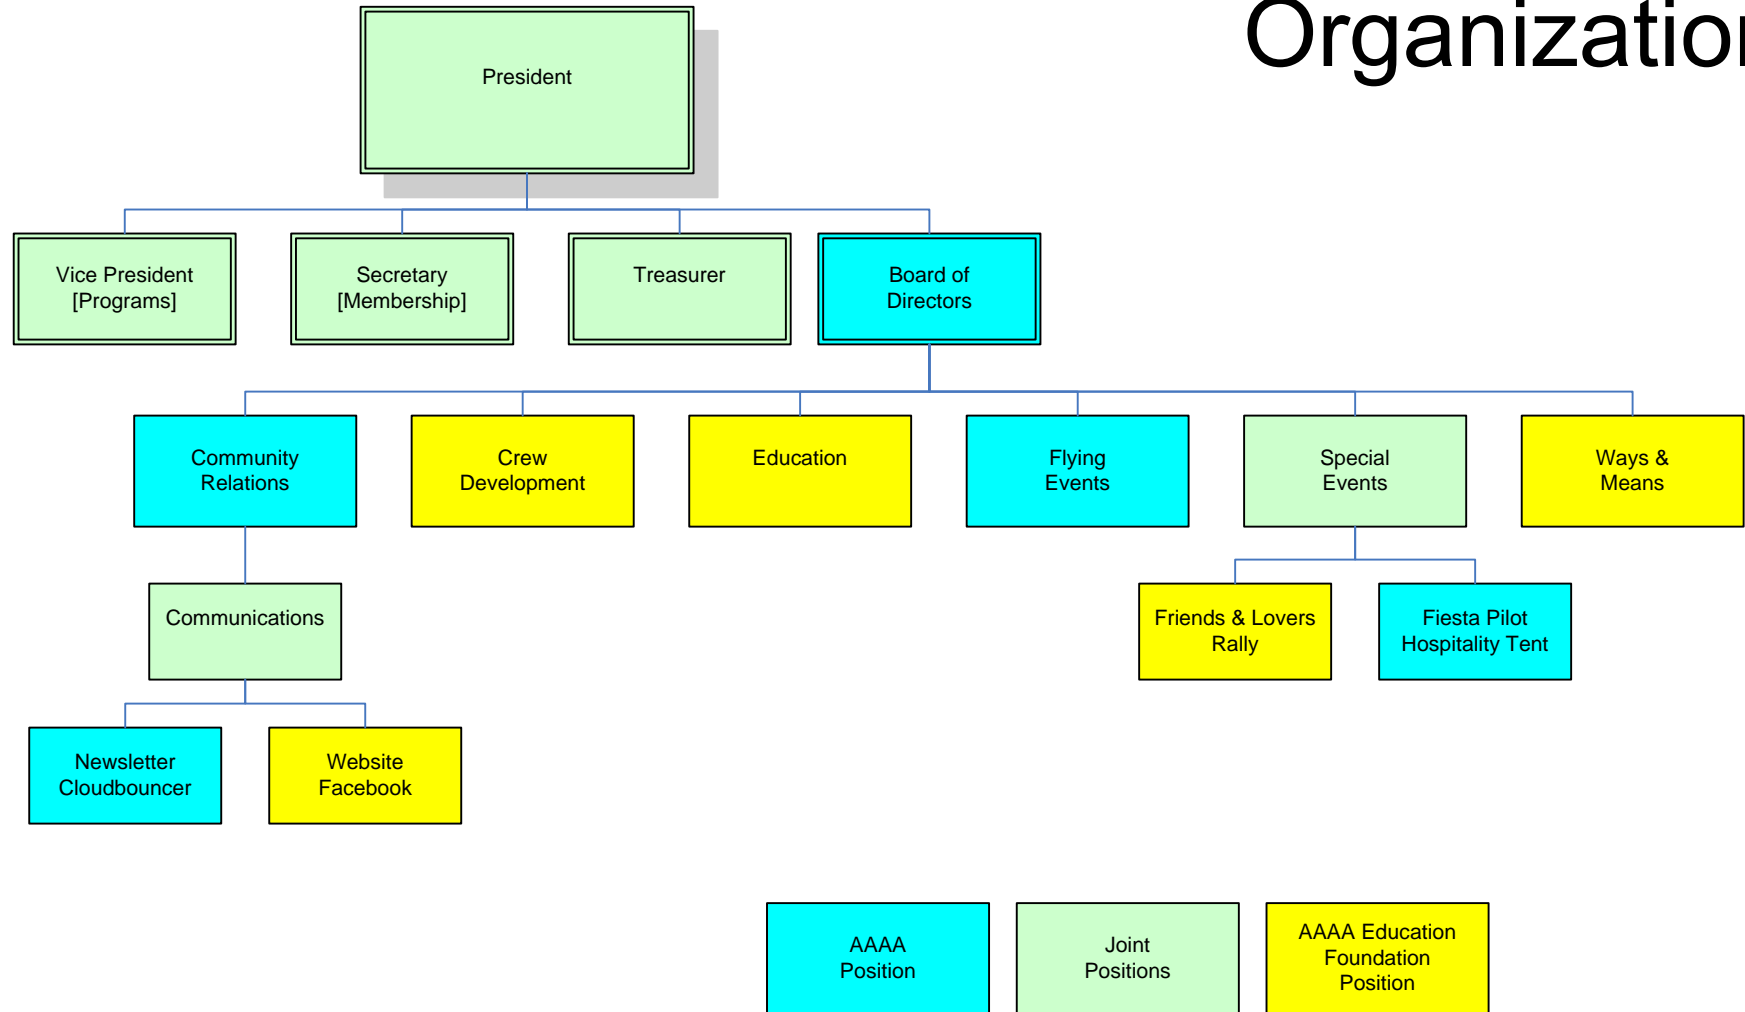 Organization
President
Vice President
[Programs]
Secretary
[Membership]
Treasurer
Board of
Directors
Community
Relations
Crew
Development
Education
Flying
Events
Special
Events
Ways &
Means
Communications
Friends & Lovers
Rally
Fiesta Pilot
Hospitality Tent
Newsletter
Cloudbouncer
Website
Facebook
AAAA
Position
Joint
Positions
AAAA Education
Foundation
Position